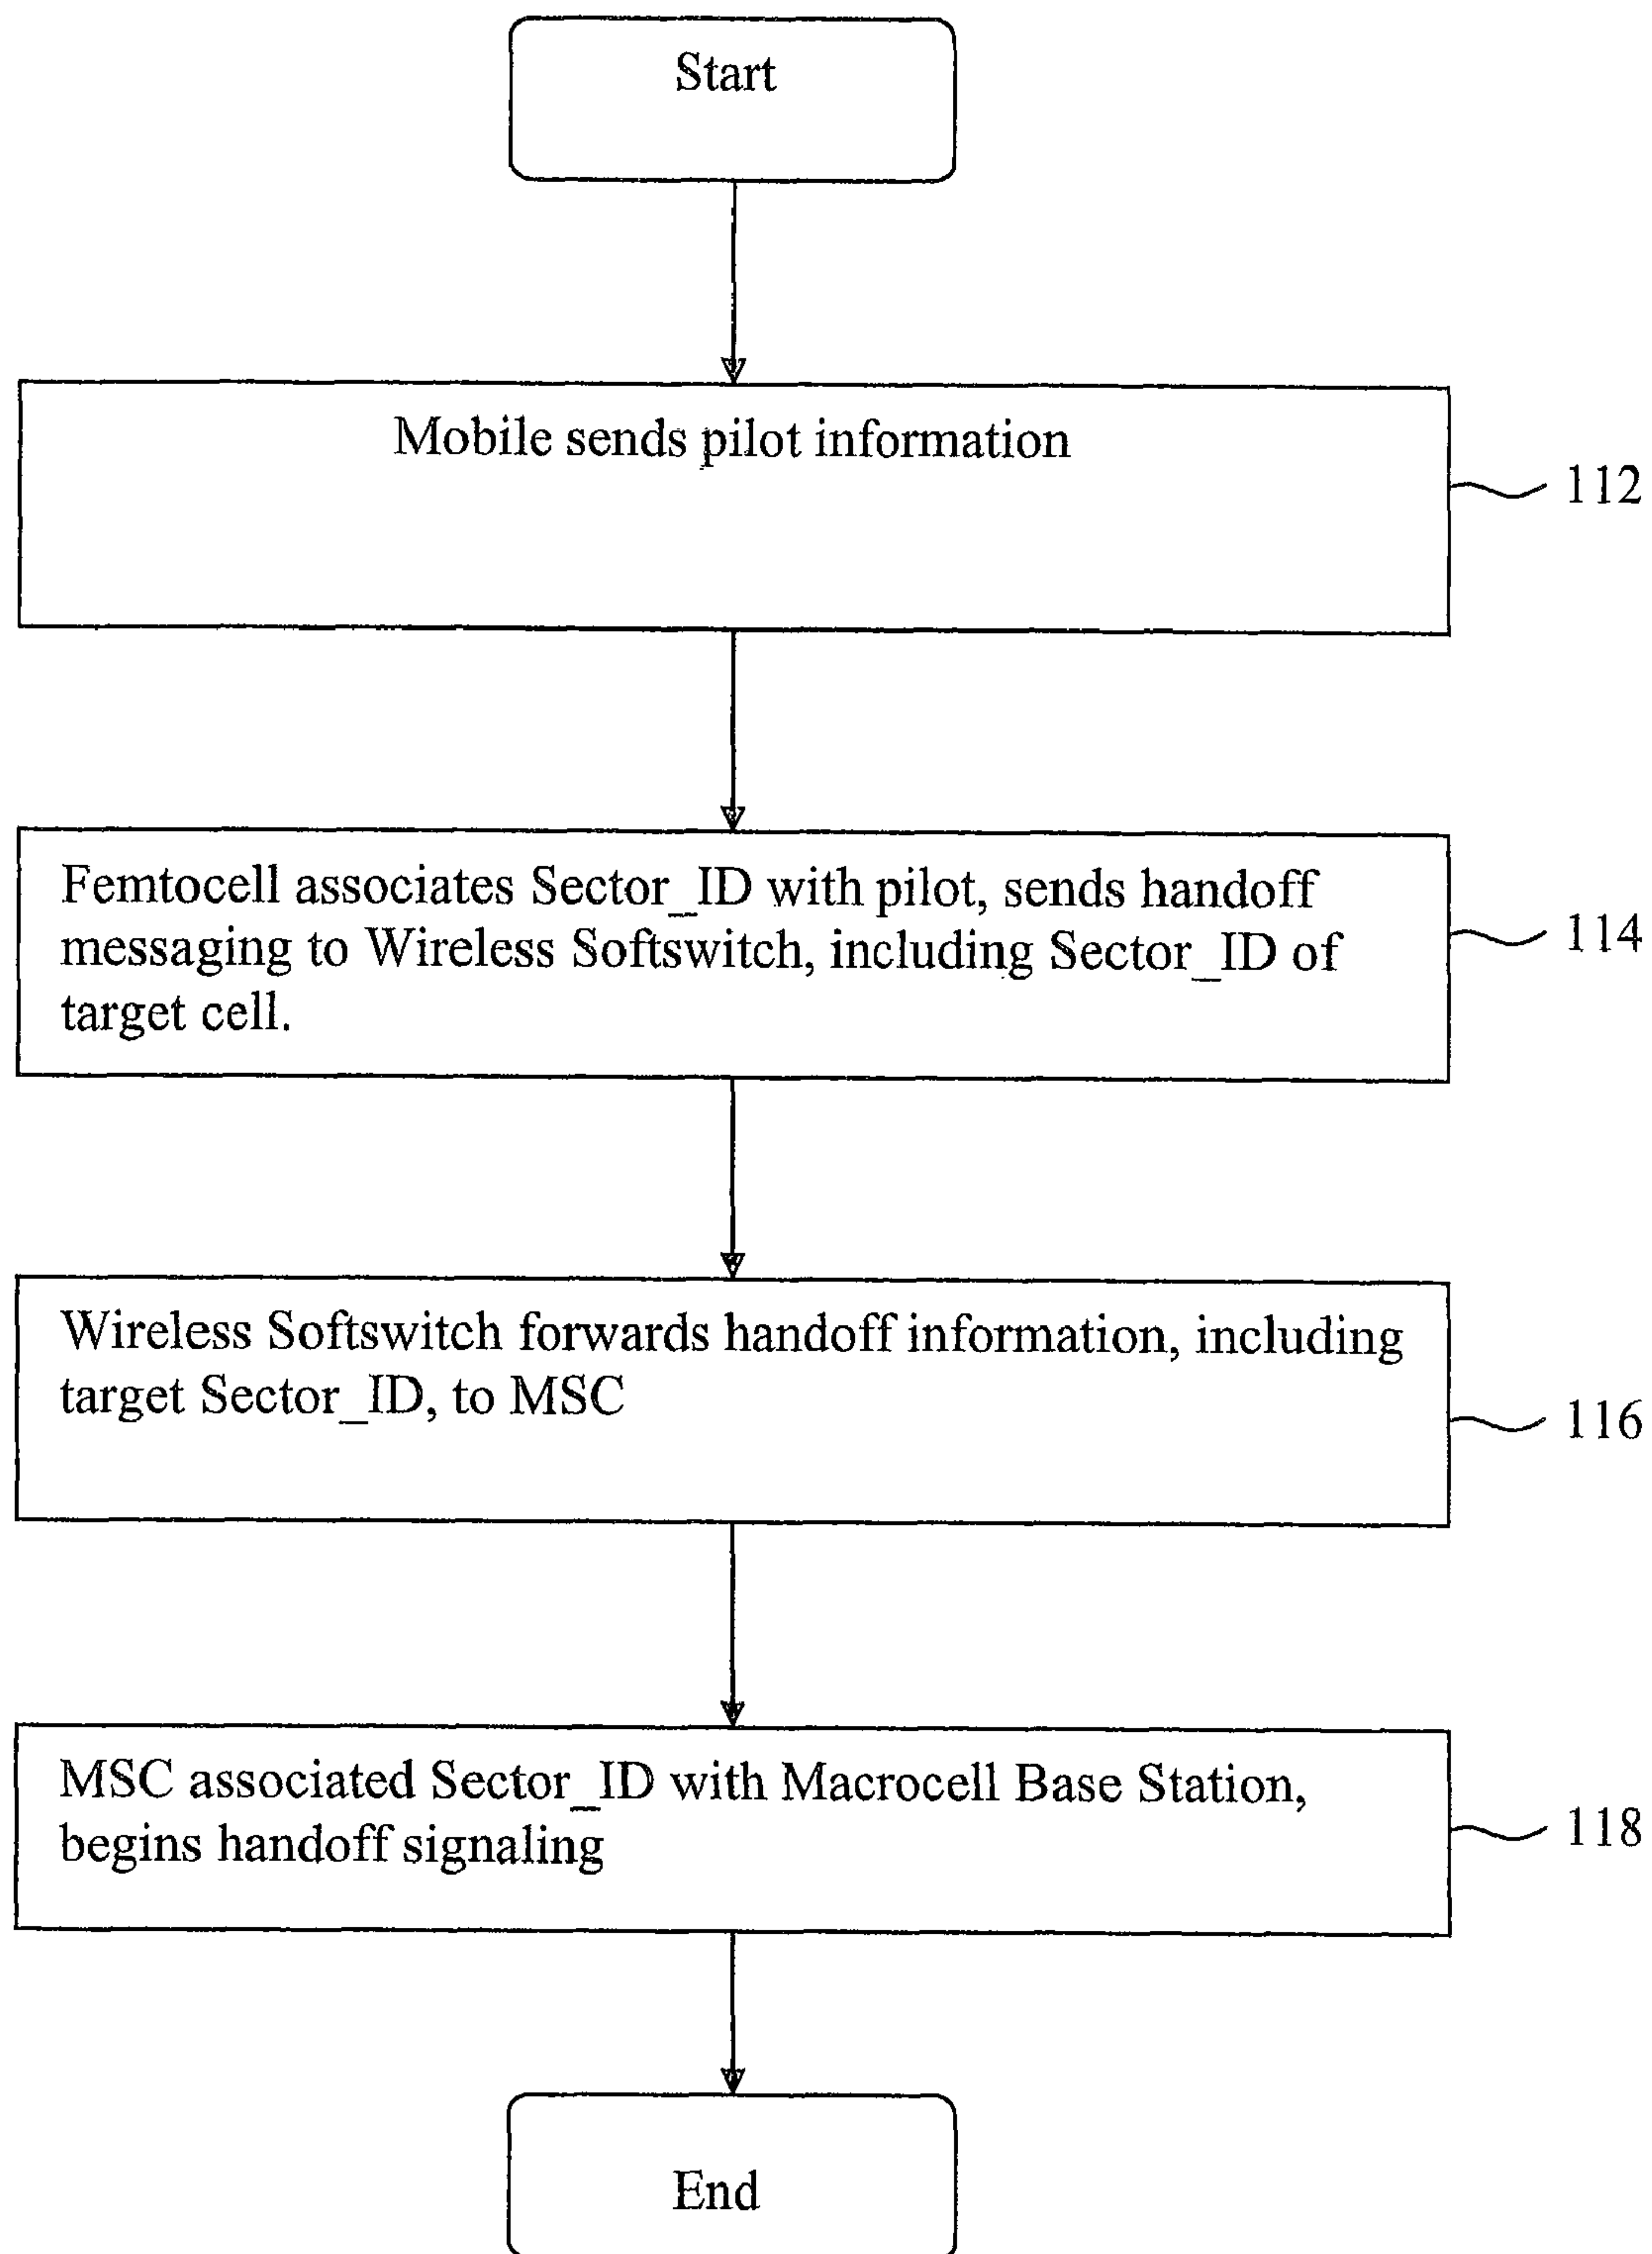 Start
Mobile sends pilot information
112
Femtocell associates Sector_ID with pilot, sends handoff
messaging to Wireless Softswitch, including Sector_ID of
target cell.
114
Wireless Softswitch forwards handoff information, including
target Sector_ID, to MSC
116
MSC associated Sector_ID with Macrocell Base Station,
begins handoff signaling
118
End